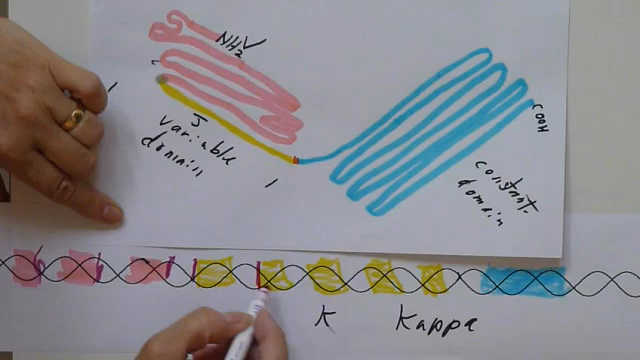 NH₂ V
J
variable
domain
COOH
constant
domain
K Kappa